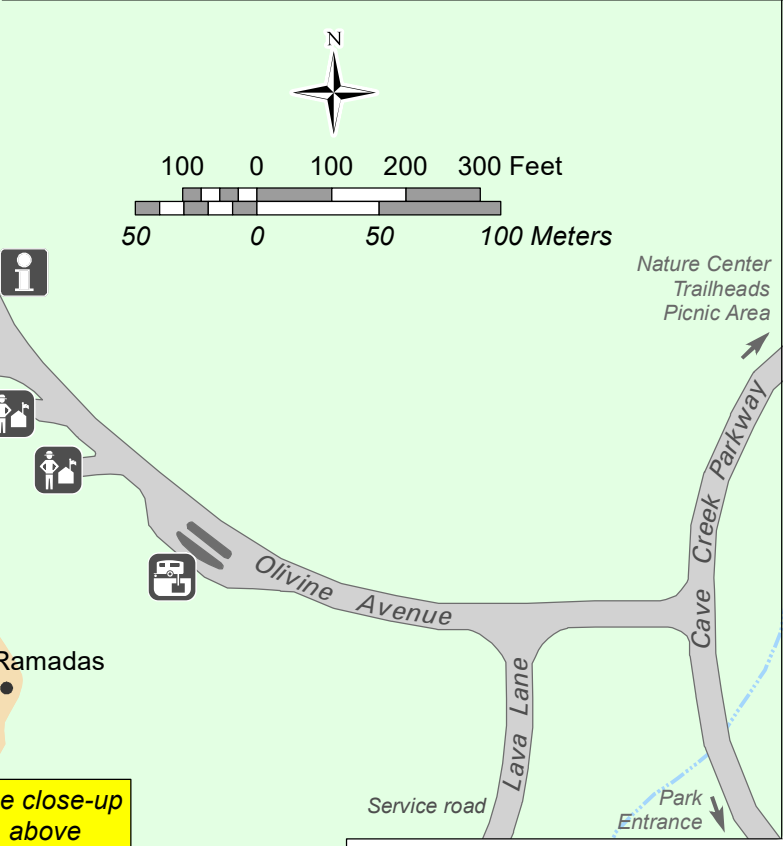 N
100 0 100 200 300 Feet
50 0 50 100 Meters
Nature Center
Trailheads
Picnic Area
Cave Creek Parkway
Olivine Avenue
Lava Lane
Ramadas
Service road
Park
Entrance
e close-up
above